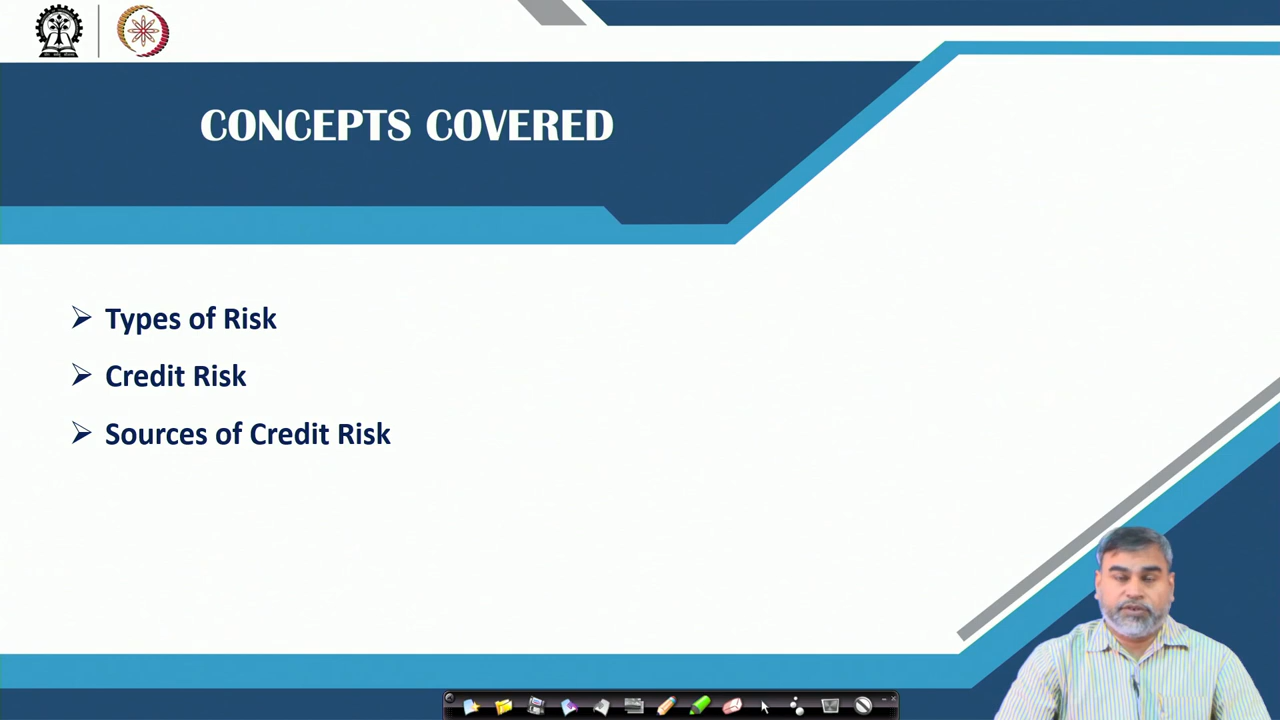 CONCEPTS COVERED
Types of Risk
Credit Risk
Sources of Credit Risk